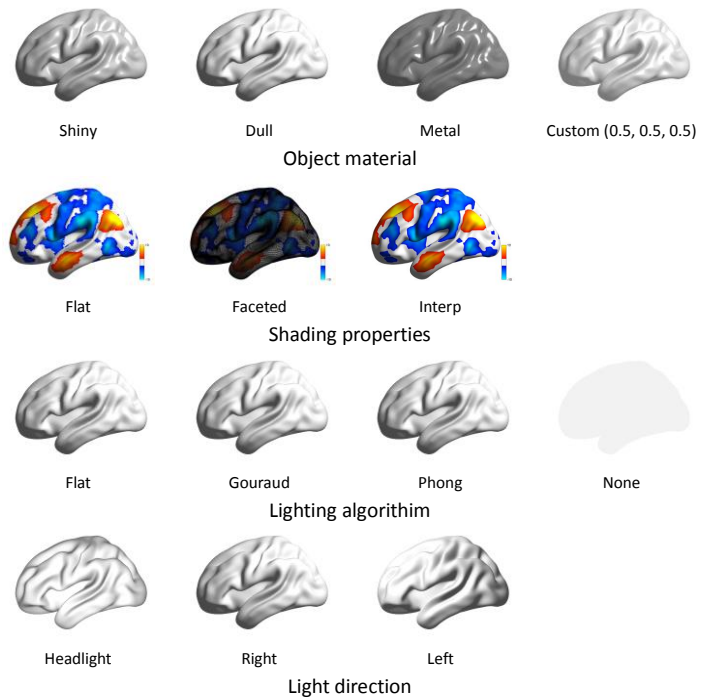 Shiny Dull Metal Custom (0.5, 0.5, 0.5)
Object material
Flat Faceted Interp
Shading properties
Flat Gouraud Phong None
Lighting algorithim
Headlight Right Left
Light direction